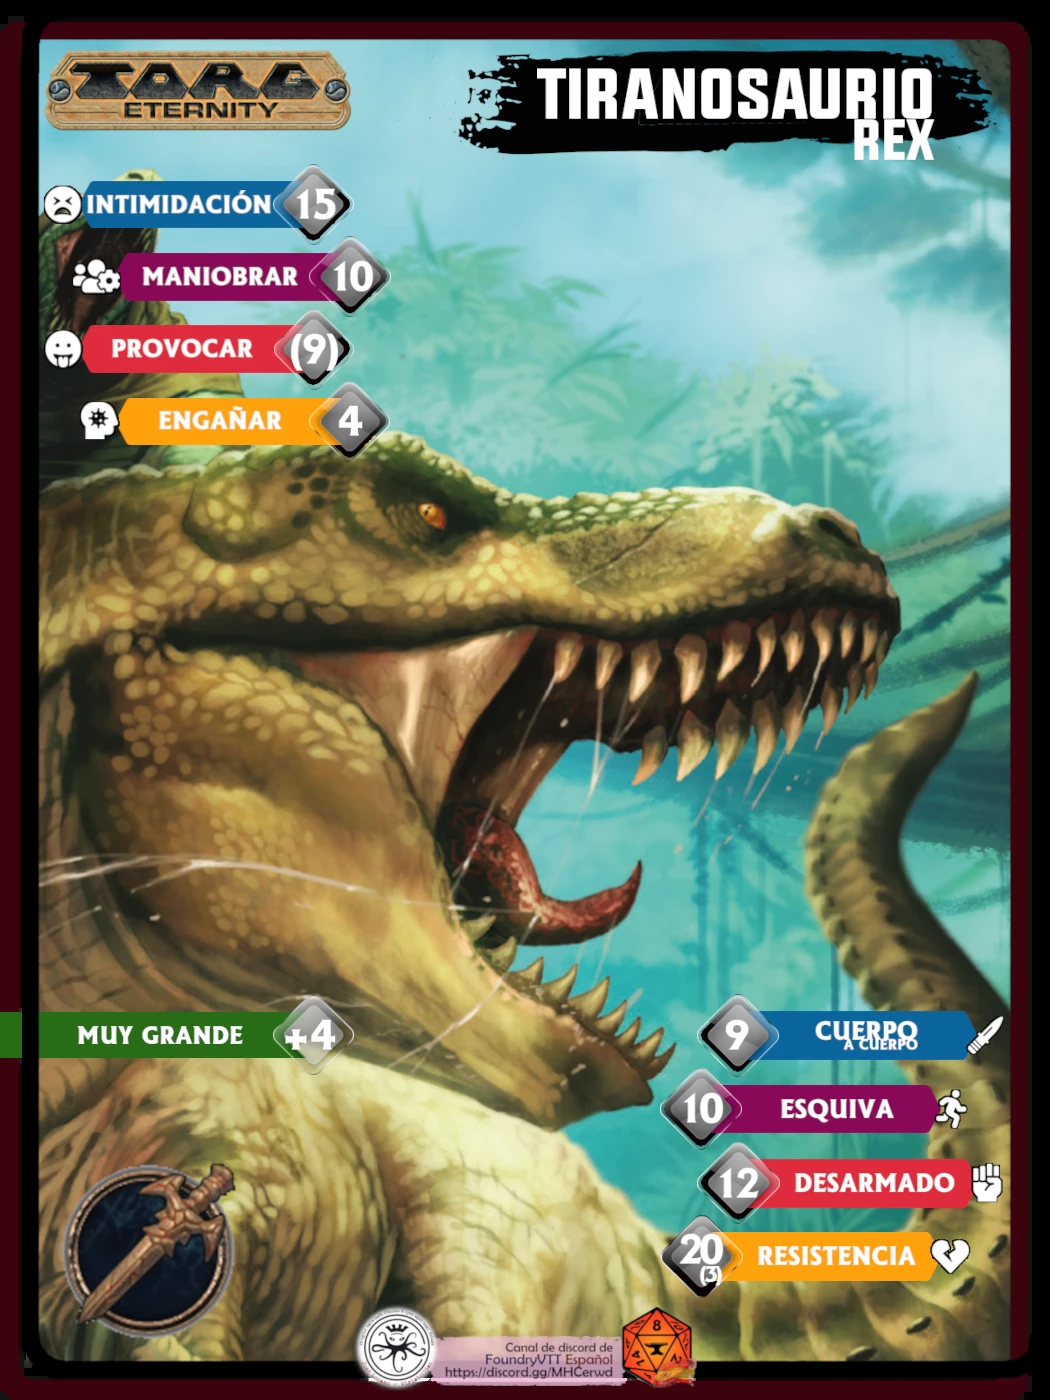 TORG
ETERNITY
TIRANOSAURIO
REX
INTIMIDACIÓN 15
MANIOBRAR 10
PROVOCAR (9)
ENGAÑAR 4
MUY GRANDE +4
9 CUERPO
A CUERPO
10 ESQUIVA
12 DESARMADO
20 RESISTENCIA
(3)
Canal de discord de
FoundryVTT Español
https://discord.gg/MHCerwd
8